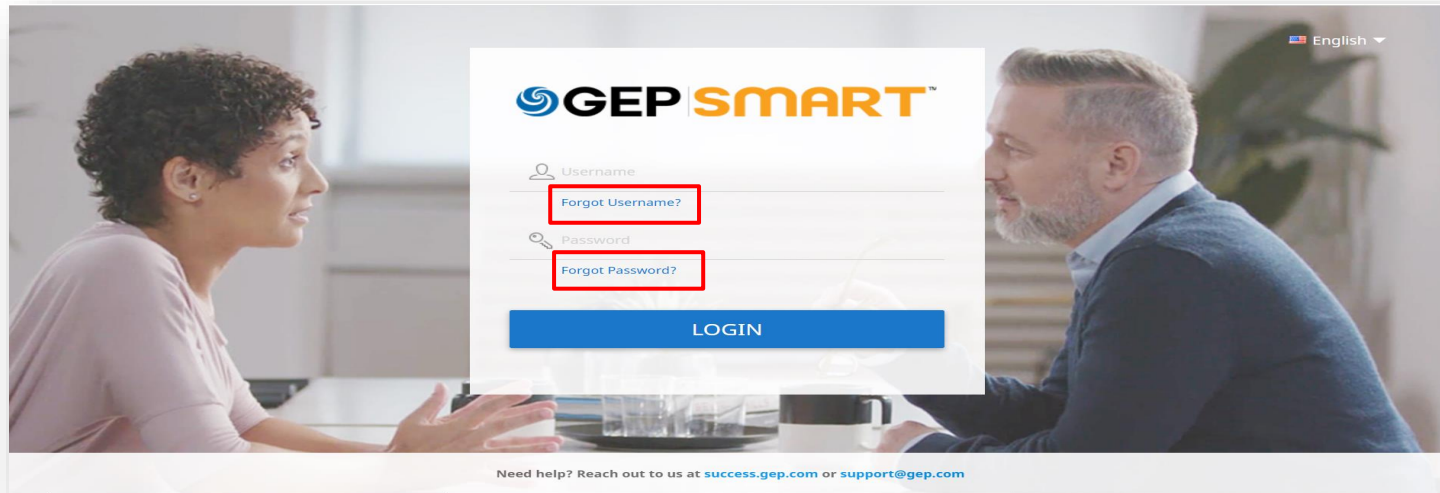 English
GEP SMART™
Username
Forgot Username?
Password
Forgot Password?
LOGIN
Need help? Reach out to us at success.gep.com or support@gep.com